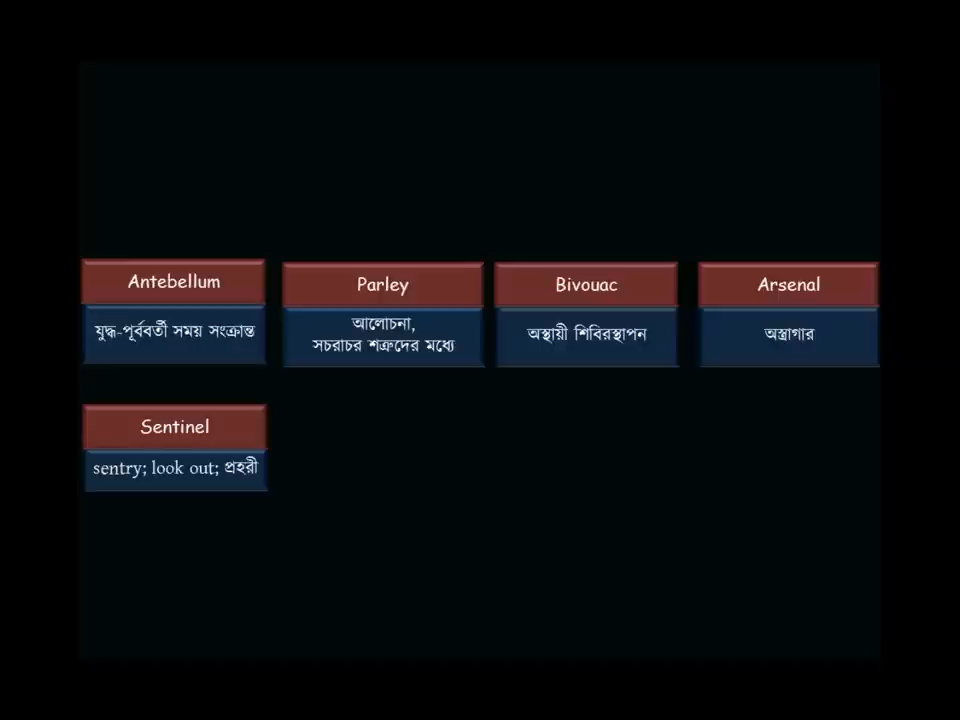 Antebellum
যুদ্ধ-পূর্ববর্তী সময় সংক্রান্ত
Parley
আলোচনা,
সচরাচর শত্রুদের মধ্যে
Bivouac
অস্থায়ী শিবিরস্থাপন
Arsenal
অস্ত্রাগার
Sentinel
sentry; look out; প্রহরী